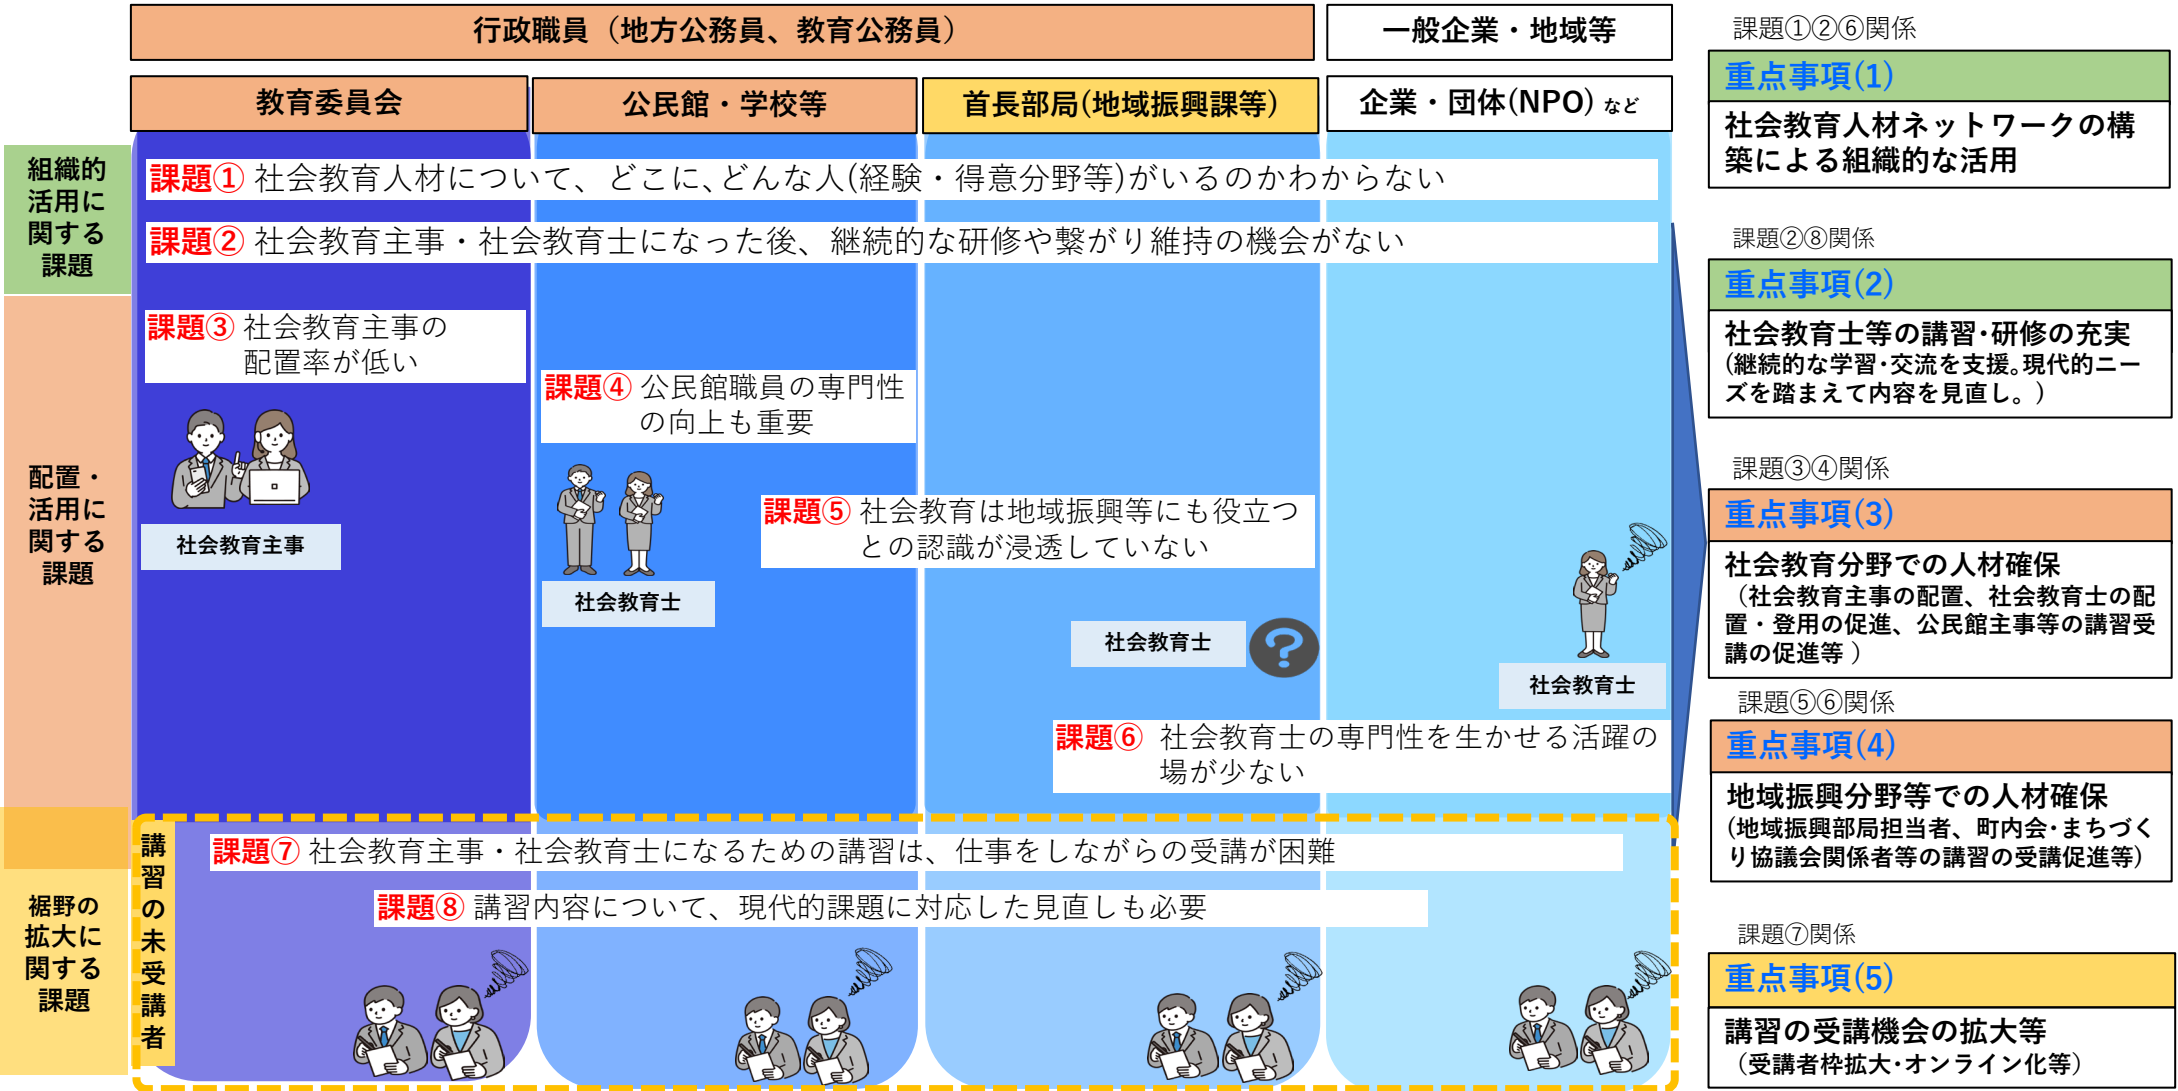 行政職員（地方公務員、教育公務員）
一般企業・地域等
教育委員会
公民館・学校等
首長部局(地域振興課等)
企業・団体(NPO) など
組織的
活用に
関する
課題
課題① 社会教育人材について、どこに、どんな人(経験・得意分野等)がいるのかわからない
課題② 社会教育主事・社会教育士になった後、継続的な研修や繋がり維持の機会がない
配置・
活用に
関する
課題
課題③ 社会教育主事の
配置率が低い
社会教育主事
課題④ 公民館職員の専門性
の向上も重要
社会教育士
課題⑤ 社会教育は地域振興等にも役立つ
との認識が浸透していない
社会教育士
?
社会教育士
課題⑥ 社会教育士の専門性を生かせる活躍の
場が少ない
裾野の
拡大に
関する
課題
講習の未受講者
課題⑦ 社会教育主事・社会教育士になるための講習は、仕事をしながらの受講が困難
課題⑧ 講習内容について、現代的課題に対応した見直しも必要
課題①②⑥関係
重点事項(1)
社会教育人材ネットワークの構
築による組織的な活用
課題②⑧関係
重点事項(2)
社会教育士等の講習･研修の充実
(継続的な学習･交流を支援。現代的ニー
ズを踏まえて内容を見直し。)
課題③④関係
重点事項(3)
社会教育分野での人材確保
（社会教育主事の配置、社会教育士の配
置・登用の促進、公民館主事等の講習受
講の促進等 ）
課題⑤⑥関係
重点事項(4)
地域振興分野等での人材確保
(地域振興部局担当者、町内会･まちづく
り協議会関係者等の講習の受講促進等)
課題⑦関係
重点事項(5)
講習の受講機会の拡大等
（受講者枠拡大･オンライン化等）